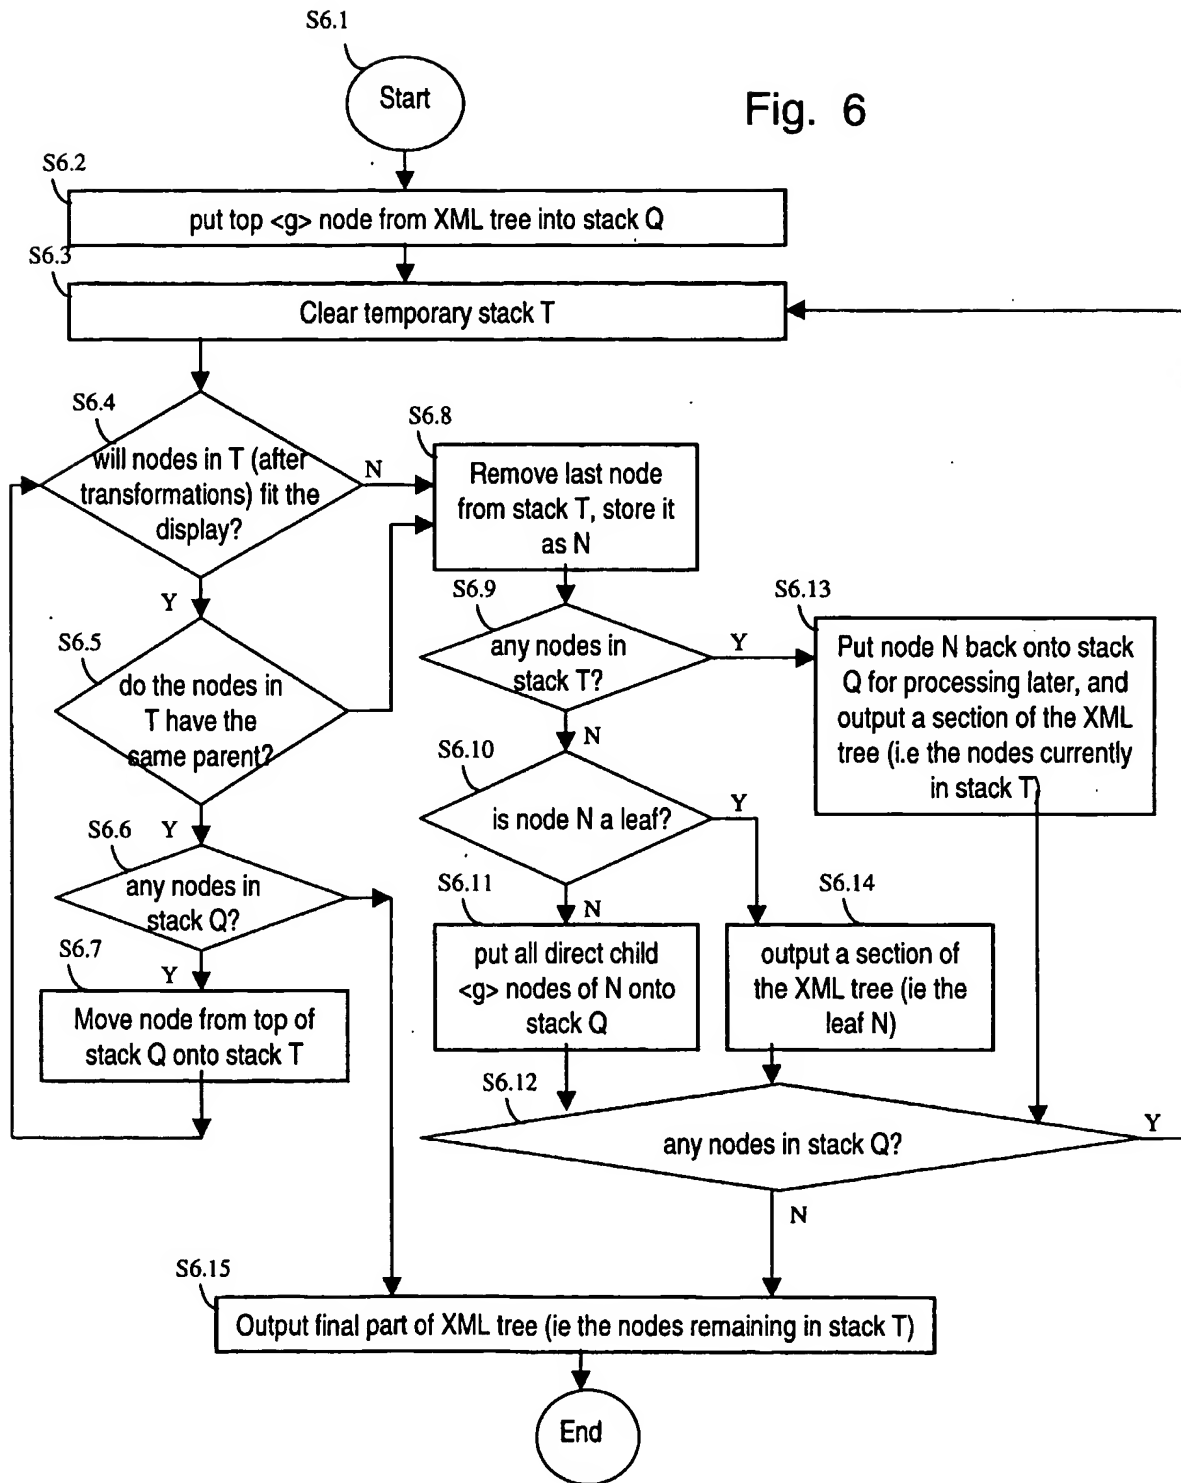 S6.1
Start
Fig. 6
S6.2
put top <g> node from XML tree into stack Q
S6.3
Clear temporary stack T
S6.4
will nodes in T (after
transformations) fit the
display?
N
Y
S6.8
Remove last node
from stack T, store it
as N
S6.5
do the nodes in
T have the
same parent?
Y
S6.9
any nodes in
stack T?
Y
N
S6.13
Put node N back onto stack
Q for processing later, and
output a section of the XML
tree (i.e the nodes currently
in stack T)
S6.6
any nodes in
stack Q?
Y
S6.10
is node N a leaf?
Y
N
S6.7
Move node from top of
stack Q onto stack T
S6.11
put all direct child
<g> nodes of N onto
stack Q
S6.14
output a section of
the XML tree (ie the
leaf N)
S6.12
any nodes in stack Q?
Y
N
S6.15
Output final part of XML tree (ie the nodes remaining in stack T)
End